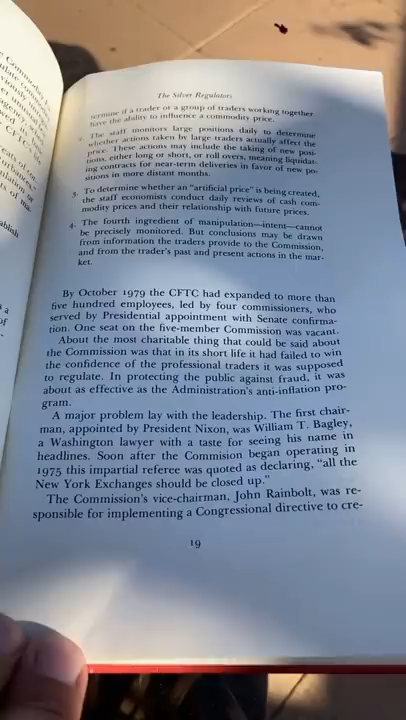 The Silver Regulators
termine if a trader or a group of traders working together
have the ability to influence a commodity price.
2. The staff monitors large positions daily to determine
whether actions taken by large traders actually affect the
price. These actions may include the taking of new posi-
tions, either long or short, or roll overs, meaning liquidat-
ing contracts for near-term deliveries in favor of new po-
sitions in more distant months.
3. To determine whether an "artificial price" is being created,
the staff economists conduct daily reviews of cash com-
modity prices and their relationship with future prices.
4. The fourth ingredient of manipulation—intent—cannot
be precisely monitored. But conclusions may be drawn
from information the traders provide to the Commission,
and from the trader's past and present actions in the mar-
ket.
By October 1979 the CFTC had expanded to more than
five hundred employees, led by four commissioners, who
served by Presidential appointment with Senate confirma-
tion. One seat on the five-member Commission was vacant.
About the most charitable thing that could be said about
the Commission was that in its short life it had failed to win
the confidence of the professional traders it was supposed
to regulate. In protecting the public against fraud, it was
about as effective as the Administration's anti-inflation pro-
gram.
A major problem lay with the leadership. The first chair-
man, appointed by President Nixon, was William T. Bagley,
a Washington lawyer with a taste for seeing his name in
headlines. Soon after the Commision began operating in
1975 this impartial referee was quoted as declaring, "all the
New York Exchanges should be closed up."
The Commission's vice-chairman, John Rainbolt, was re-
sponsible for implementing a Congressional directive to cre-
19